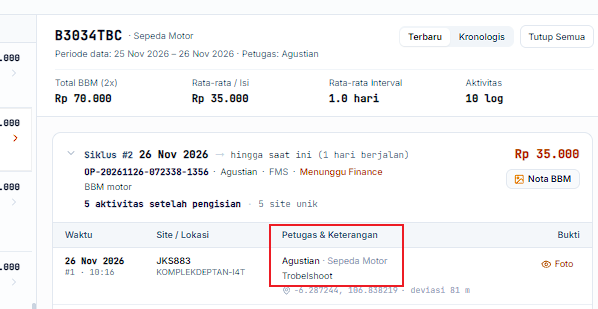 .000
.000
.000
.000
B3034TBC · Sepeda Motor
Terbaru Kronologis Tutup Semua
Periode data: 25 Nov 2026 – 26 Nov 2026 · Petugas: Agustian
Total BBM (2x) Rata-rata / Isi Rata-rata Interval Aktivitas
Rp 70.000 Rp 35.000 1.0 hari 10 log
Siklus #2 26 Nov 2026 → hingga saat ini (1 hari berjalan) Rp 35.000
OP-20261126-072338-1356 · Agustian · FMS · Menunggu Finance
Nota BBM
BBM motor
5 aktivitas setelah pengisian · 5 site unik
Waktu Site / Lokasi Petugas & Keterangan Bukti
26 Nov 2026 JKS883 Agustian · Sepeda Motor Foto
#1 · 10:16 KOMPLEKDEPTAN-I4T Trobelshoot
-6.287244, 106.838219 · deviasi 81 m